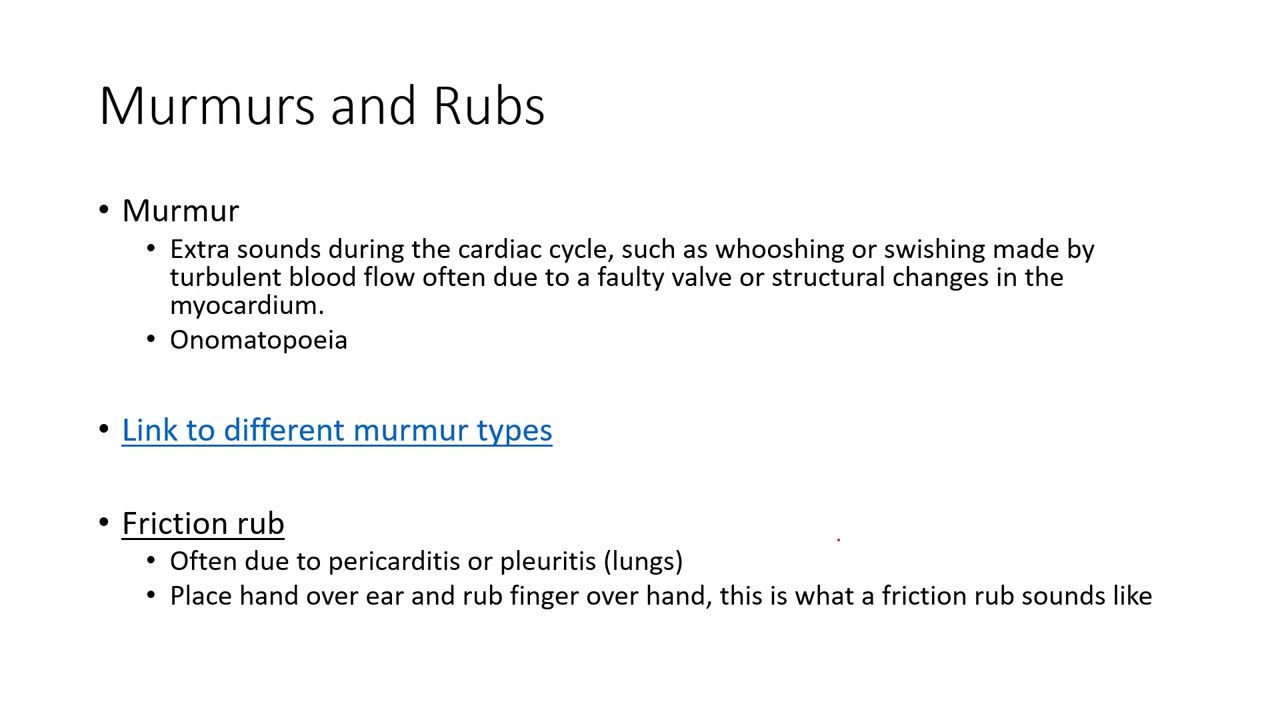 Murmurs and Rubs
• Murmur
• Extra sounds during the cardiac cycle, such as whooshing or swishing made by
turbulent blood flow often due to a faulty valve or structural changes in the
myocardium.
• Onomatopoeia
• Link to different murmur types
• Friction rub
• Often due to pericarditis or pleuritis (lungs)
• Place hand over ear and rub finger over hand, this is what a friction rub sounds like